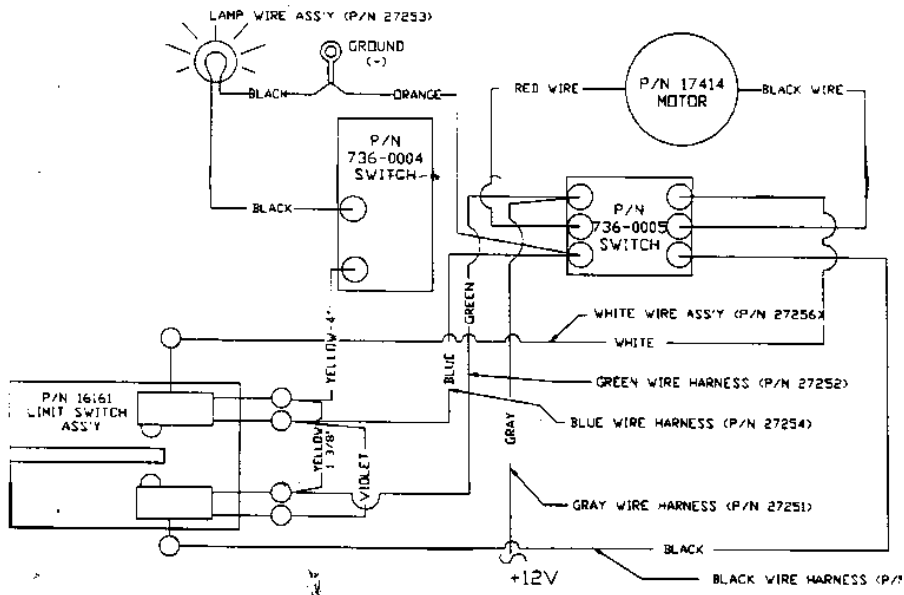 LAMP WIRE ASS'Y (P/N 27253)
GROUND
(-)
BLACK
ORANGE
RED WIRE
P/N 17414
MOTOR
BLACK WIRE
P/N
736-0004
SWITCH
BLACK
P/N
736-0005
SWITCH
YELLOW-4"
GREEN
WHITE WIRE ASS'Y (P/N 27256)
WHITE
BLUE
GREEN WIRE HARNESS (P/N 27252)
P/N 16161
LIMIT SWITCH
ASS'Y
BLUE WIRE HARNESS (P/N 27254)
GRAY
YELLOW
1 3/8"
VIOLET
GRAY WIRE HARNESS (P/N 27251)
BLACK
+12V
BLACK WIRE HARNESS (P/N